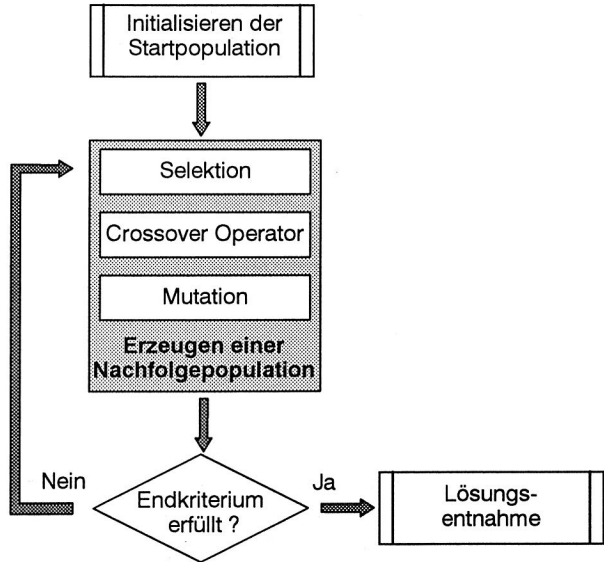 Initialisieren der
Startpopulation
Selektion
Crossover Operator
Mutation
Erzeugen einer
Nachfolgepopulation
Nein
Endkriterium
erfüllt ?
Ja
Lösungs-
entnahme